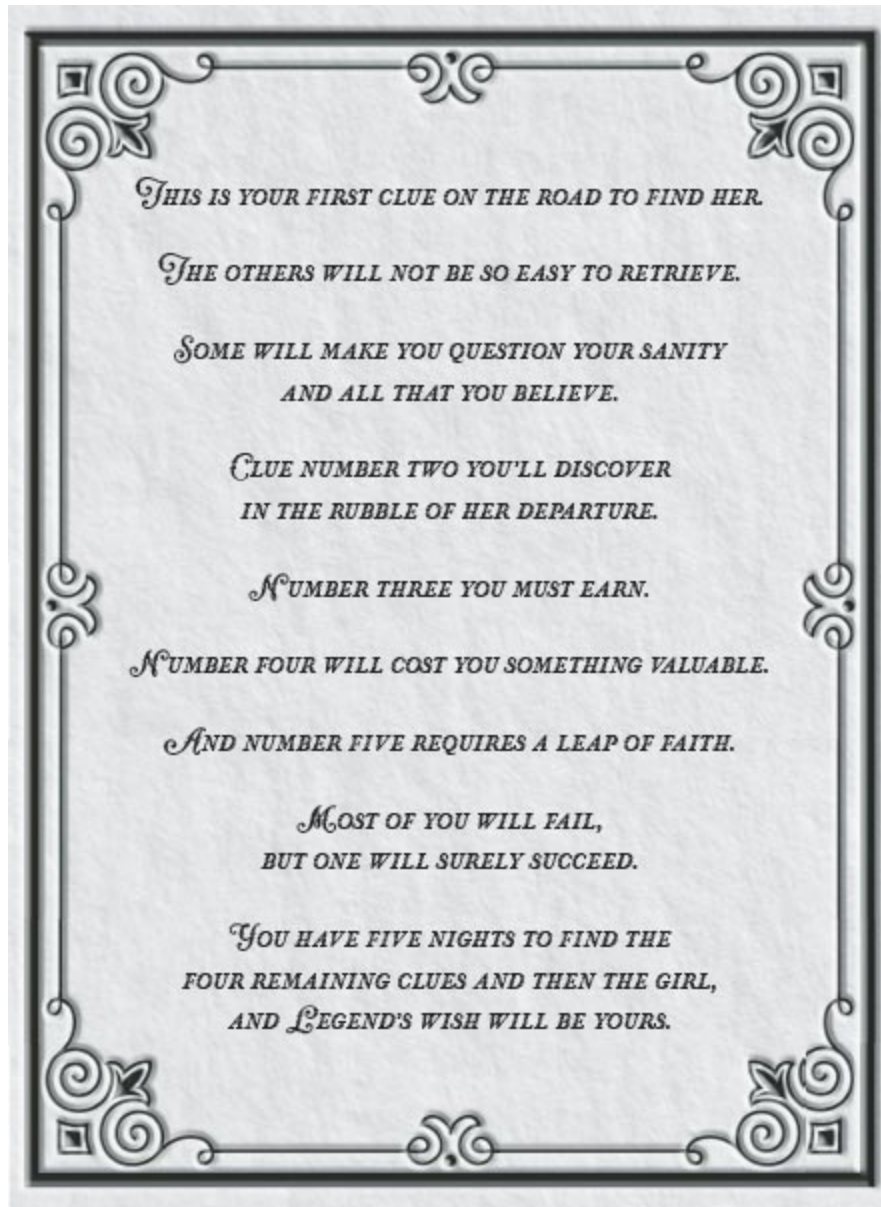 This is your first clue on the road to find her.
The others will not be so easy to retrieve.
Some will make you question your sanity
and all that you believe.
Clue number two you'll discover
in the rubble of her departure.
Number three you must earn.
Number four will cost you something valuable.
And number five requires a leap of faith.
Most of you will fail,
but one will surely succeed.
You have five nights to find the
four remaining clues and then the girl,
and Legend's wish will be yours.